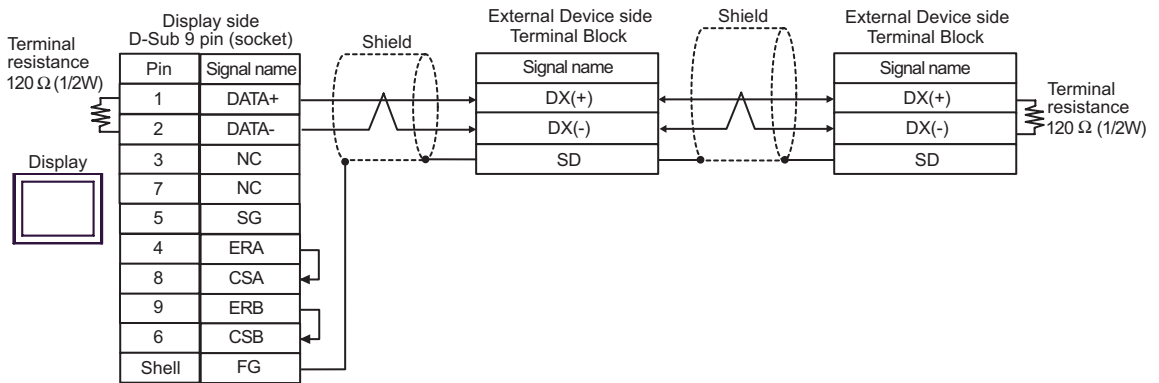 Display side
D-Sub 9 pin (socket)
Terminal
resistance
120 Ω (1/2W)
Pin Signal name
1 DATA+
2 DATA-
3 NC
7 NC
5 SG
4 ERA
8 CSA
9 ERB
6 CSB
Shell FG
Display
Shield
External Device side
Terminal Block
Signal name
DX(+)
DX(-)
SD
Shield
External Device side
Terminal Block
Signal name
DX(+)
DX(-)
SD
Terminal
resistance
120 Ω (1/2W)